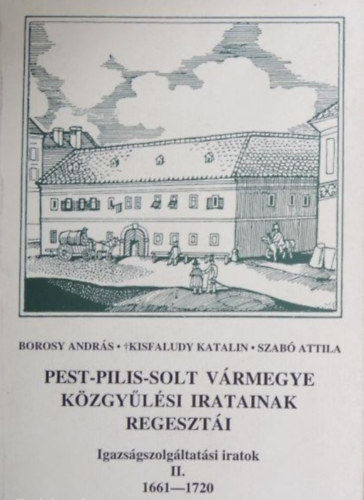 BOROSY ANDRÁS • †KISFALUDY KATALIN • SZABÓ ATTILA
PEST-PILIS-SOLT VÁRMEGYE
KÖZGYŰLÉSI IRATAINAK
REGESZTÁI
Igazságszolgáltatási iratok
II.
1661—1720